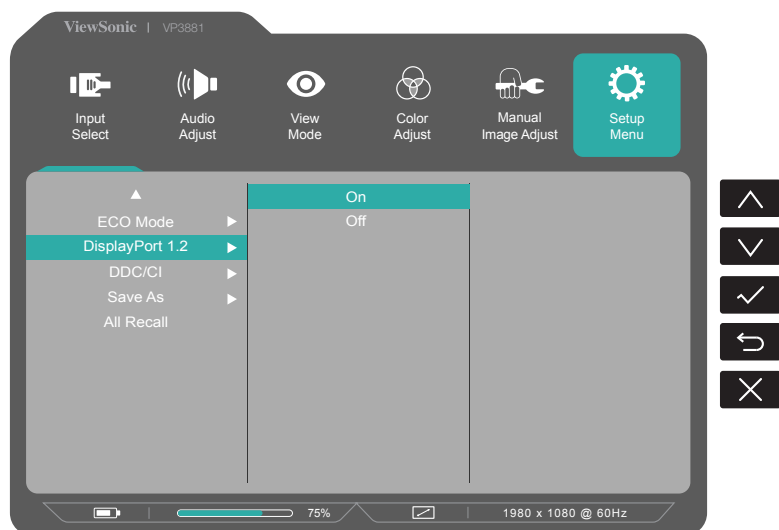 ViewSonic | VP3881
Input Select
Audio Adjust
View Mode
Color Adjust
Manual Image Adjust
Setup Menu
On
ECO Mode
Off
DisplayPort 1.2
DDC/CI
Save As
All Recall
75%
1980 x 1080 @ 60Hz